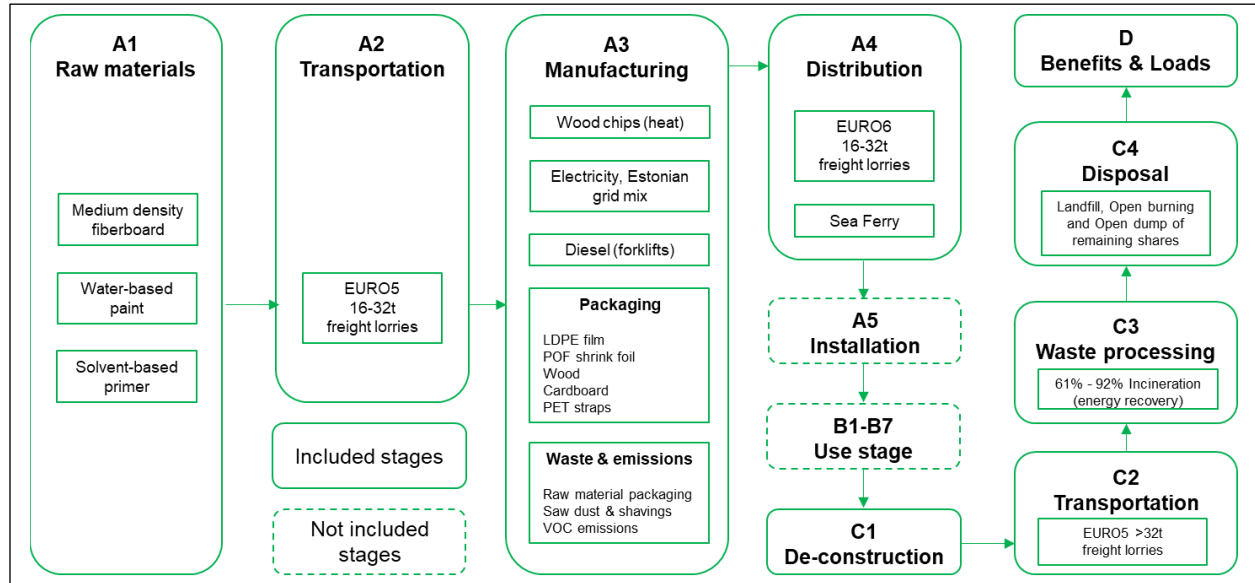 A1
Raw materials
Medium density
fiberboard
Water-based
paint
Solvent-based
primer
A2
Transportation
EURO5
16-32t
freight lorries
Included stages
Not included
stages
A3
Manufacturing
Wood chips (heat)
Electricity, Estonian
grid mix
Diesel (forklifts)
Packaging
LDPE film
POF shrink foil
Wood
Cardboard
PET straps
Waste & emissions
Raw material packaging
Saw dust & shavings
VOC emissions
A4
Distribution
EURO6
16-32t
freight lorries
Sea Ferry
A5
Installation
B1-B7
Use stage
C1
De-construction
D
Benefits & Loads
C4
Disposal
Landfill, Open burning
and Open dump of
remaining shares
C3
Waste processing
61% - 92% Incineration
(energy recovery)
C2
Transportation
EURO5 >32t
freight lorries